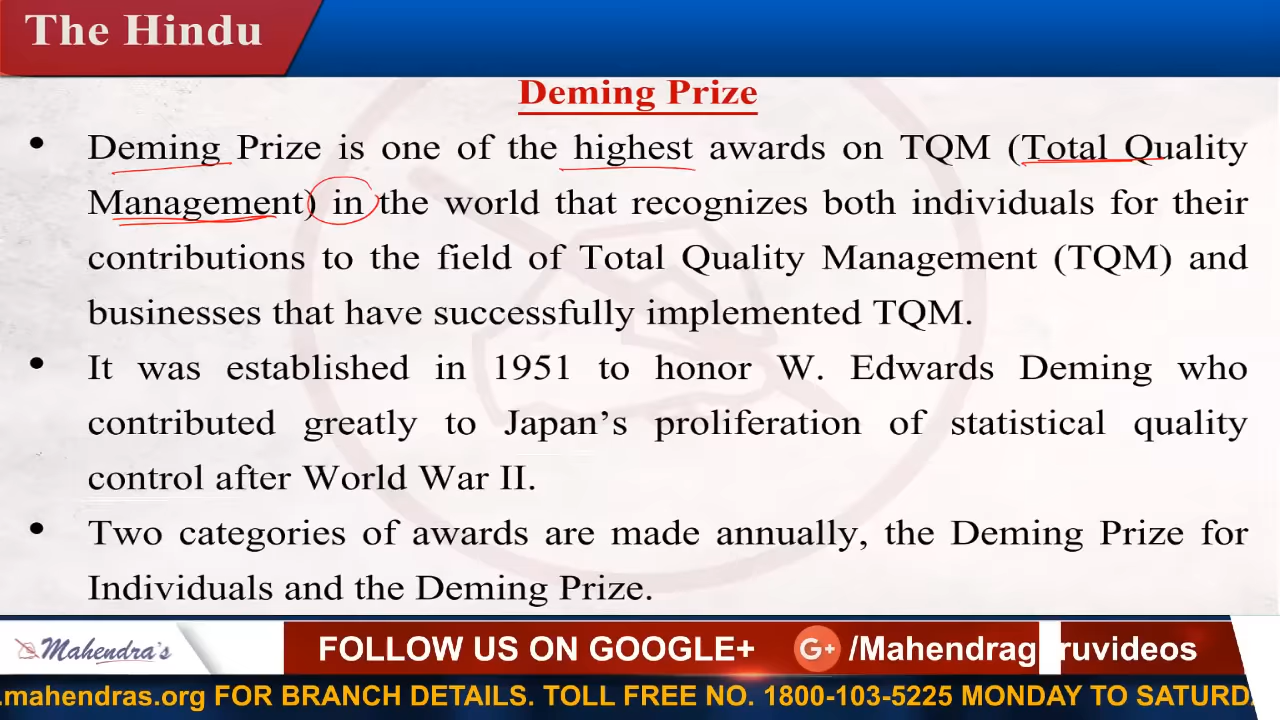 The Hindu
Deming Prize
• Deming Prize is one of the highest awards on TQM (Total Quality
Management) in the world that recognizes both individuals for their
contributions to the field of Total Quality Management (TQM) and
businesses that have successfully implemented TQM.
• It was established in 1951 to honor W. Edwards Deming who
contributed greatly to Japan’s proliferation of statistical quality
control after World War II.
• Two categories of awards are made annually, the Deming Prize for
Individuals and the Deming Prize.
Mahendra's
FOLLOW US ON GOOGLE+ G+ /Mahendrag ruvideos
.mahendras.org FOR BRANCH DETAILS. TOLL FREE NO. 1800-103-5225 MONDAY TO SATURD